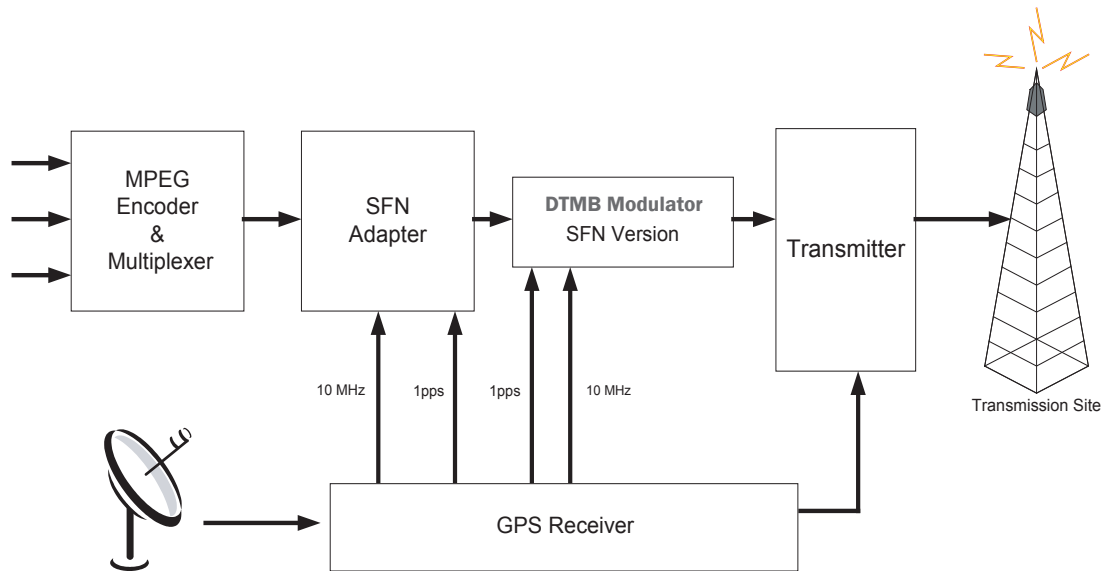 MPEG
Encoder
&
Multiplexer
SFN
Adapter
DTMB Modulator
SFN Version
Transmitter
10 MHz
1pps
1pps
10 MHz
Transmission Site
GPS Receiver